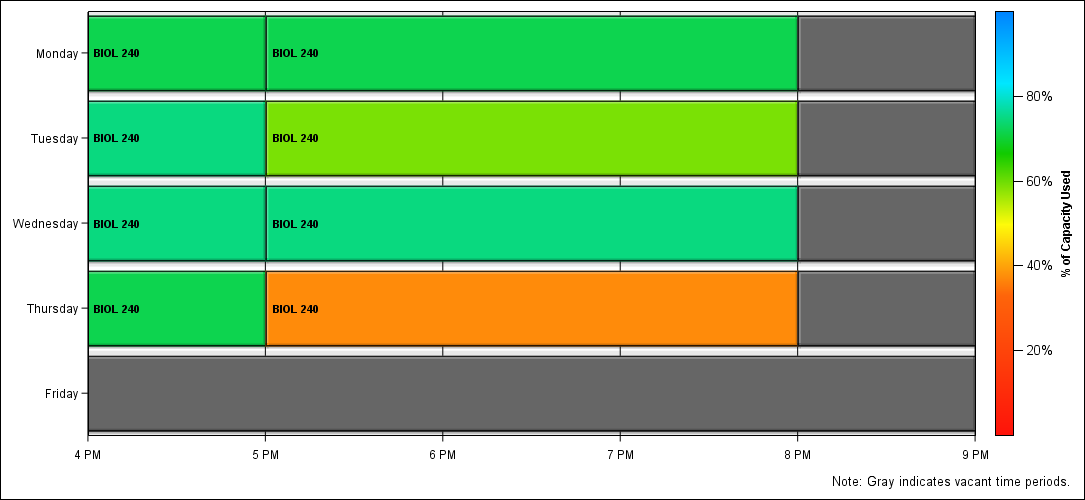 Monday BIOL 240 BIOL 240
80%
Tuesday BIOL 240 BIOL 240
60%
Wednesday BIOL 240 BIOL 240
% of Capacity Used
40%
Thursday BIOL 240 BIOL 240
20%
Friday
4 PM 5 PM 6 PM 7 PM 8 PM 9 PM
Note: Gray indicates vacant time periods.